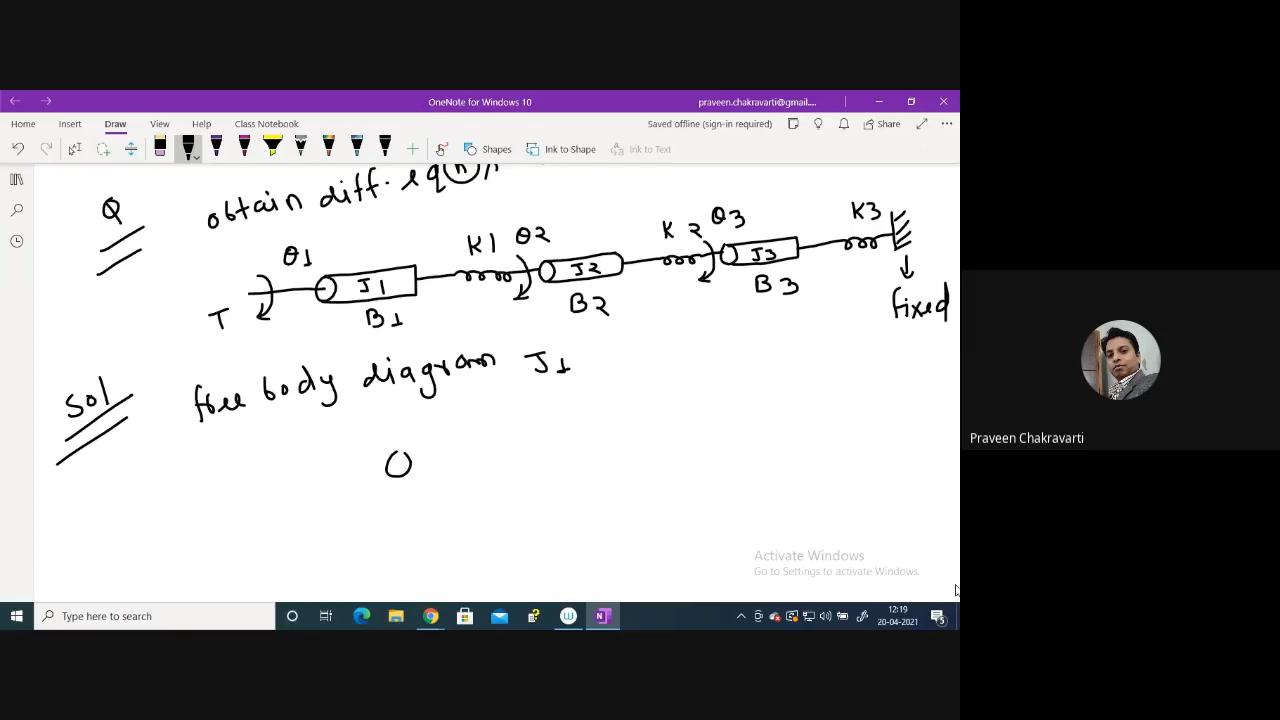 OneNote for Windows 10
praveen.chakravarti@gmail....
Home Insert Draw View Help Class Notebook
Saved offline (sign-in required)
Share
Shapes Ink to Shape Ink to Text
Q obtain diff. eqn
T θ1 J1 B1 K1 θ2 J2 B2 K2 θ3 J3 B3 K3
fixed
Sol free body diagram J1
Activate Windows
Go to Settings to activate Windows.
Type here to search
12:19
20-04-2021
5
Praveen Chakravarti